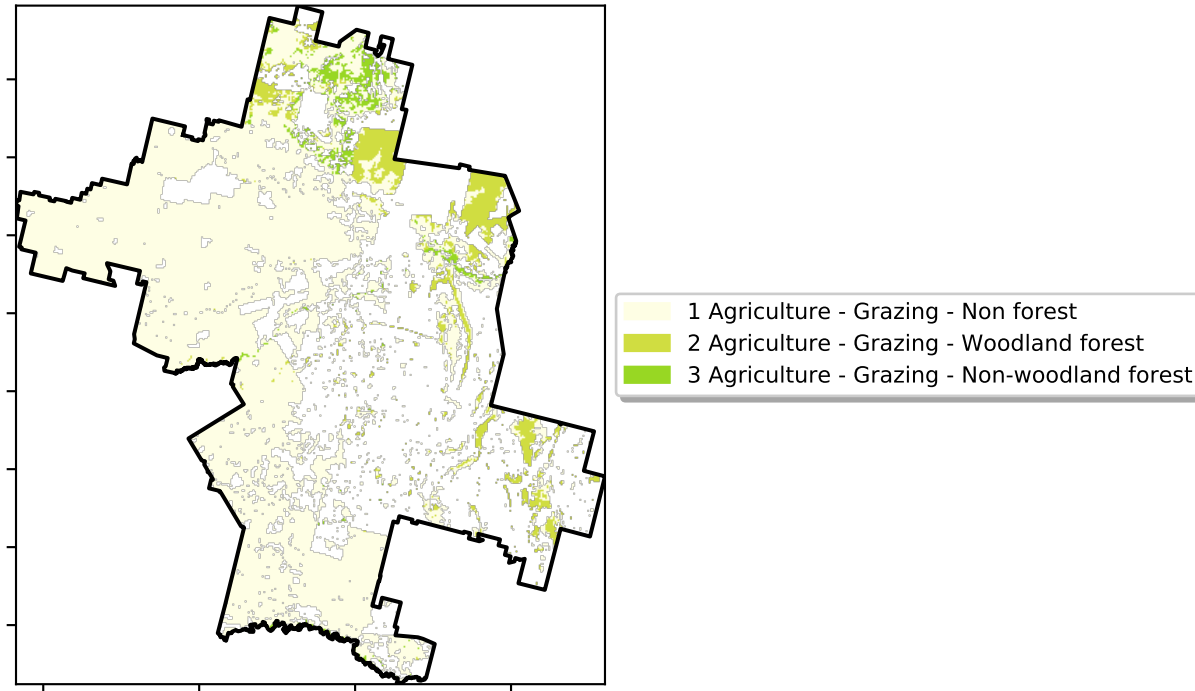 1 Agriculture - Grazing - Non forest
2 Agriculture - Grazing - Woodland forest
3 Agriculture - Grazing - Non-woodland forest